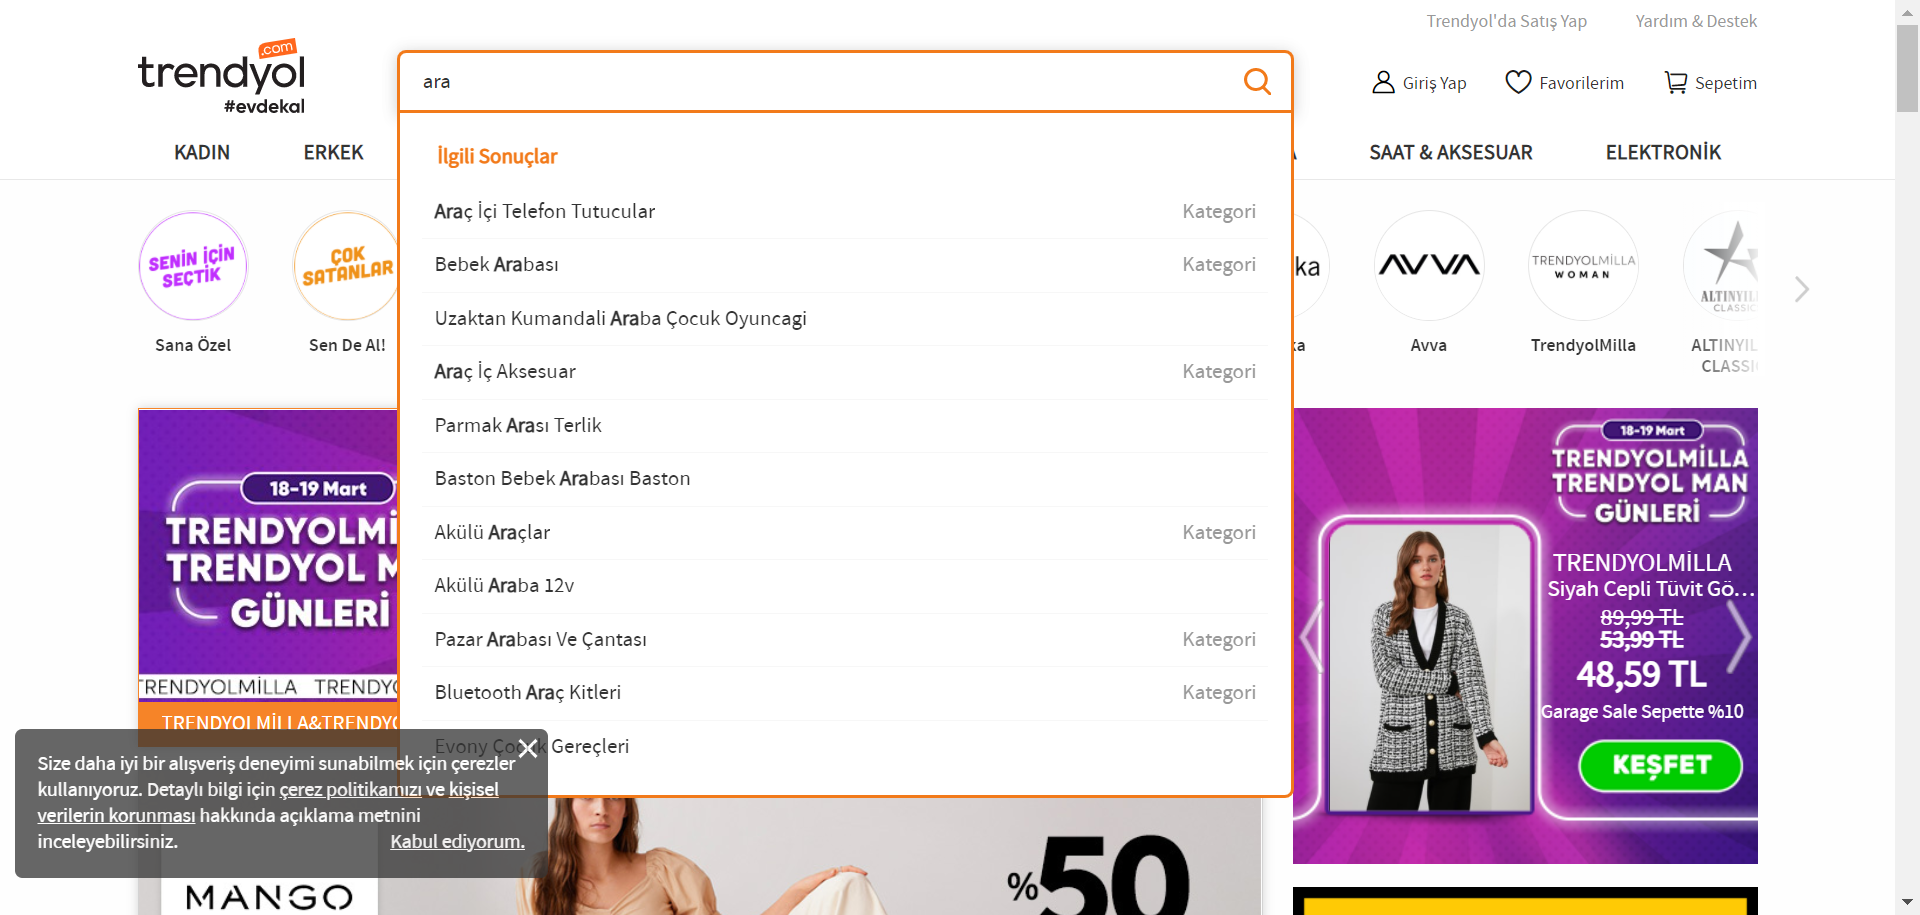 Trendyol'da Satış Yap
Yardım & Destek
trendyol
.com
#evdekal
ara
Giriş Yap
Favorilerim
Sepetim
KADIN
ERKEK
SAAT & AKSESUAR
ELEKTRONİK
İlgili Sonuçlar
Araç İçi Telefon Tutucular Kategori
Bebek Arabası Kategori
Uzaktan Kumandali Araba Çocuk Oyuncagi
Araç İç Aksesuar Kategori
Parmak Arası Terlik
Baston Bebek Arabası Baston
Akülü Araçlar Kategori
Akülü Araba 12v
Pazar Arabası Ve Çantası Kategori
Bluetooth Araç Kitleri Kategori
Evony Çocuk Gereçleri
SENİN İÇİN
SEÇTİK
Sana Özel
ÇOK
SATANLAR
Sen De Al!
ka
ka
AVVA
Avva
TRENDYOLMILLA
WOMAN
TrendyolMilla
ALTINYIL
CLASSIC
ALTINYIL
CLASSI
18-19 Mart
TRENDYOLMİ
TRENDYOL M
GÜNLERİ
TRENDYOLMILLA TRENDY
TRENDYOLMİLLA&TRENDYO
18-19 Mart
TRENDYOLMİLLA
TRENDYOL MAN
GÜNLERİ
TRENDYOLMİLLA
Siyah Cepli Tüvit Gö...
89,99 TL
53,99 TL
48,59 TL
Garage Sale Sepette %10
KEŞFET
Size daha iyi bir alışveriş deneyimi sunabilmek için çerezler
kullanıyoruz. Detaylı bilgi için çerez politikamızı ve kişisel
verilerin korunması hakkında açıklama metnini
inceleyebilirsiniz. Kabul ediyorum.
MANGO
%50